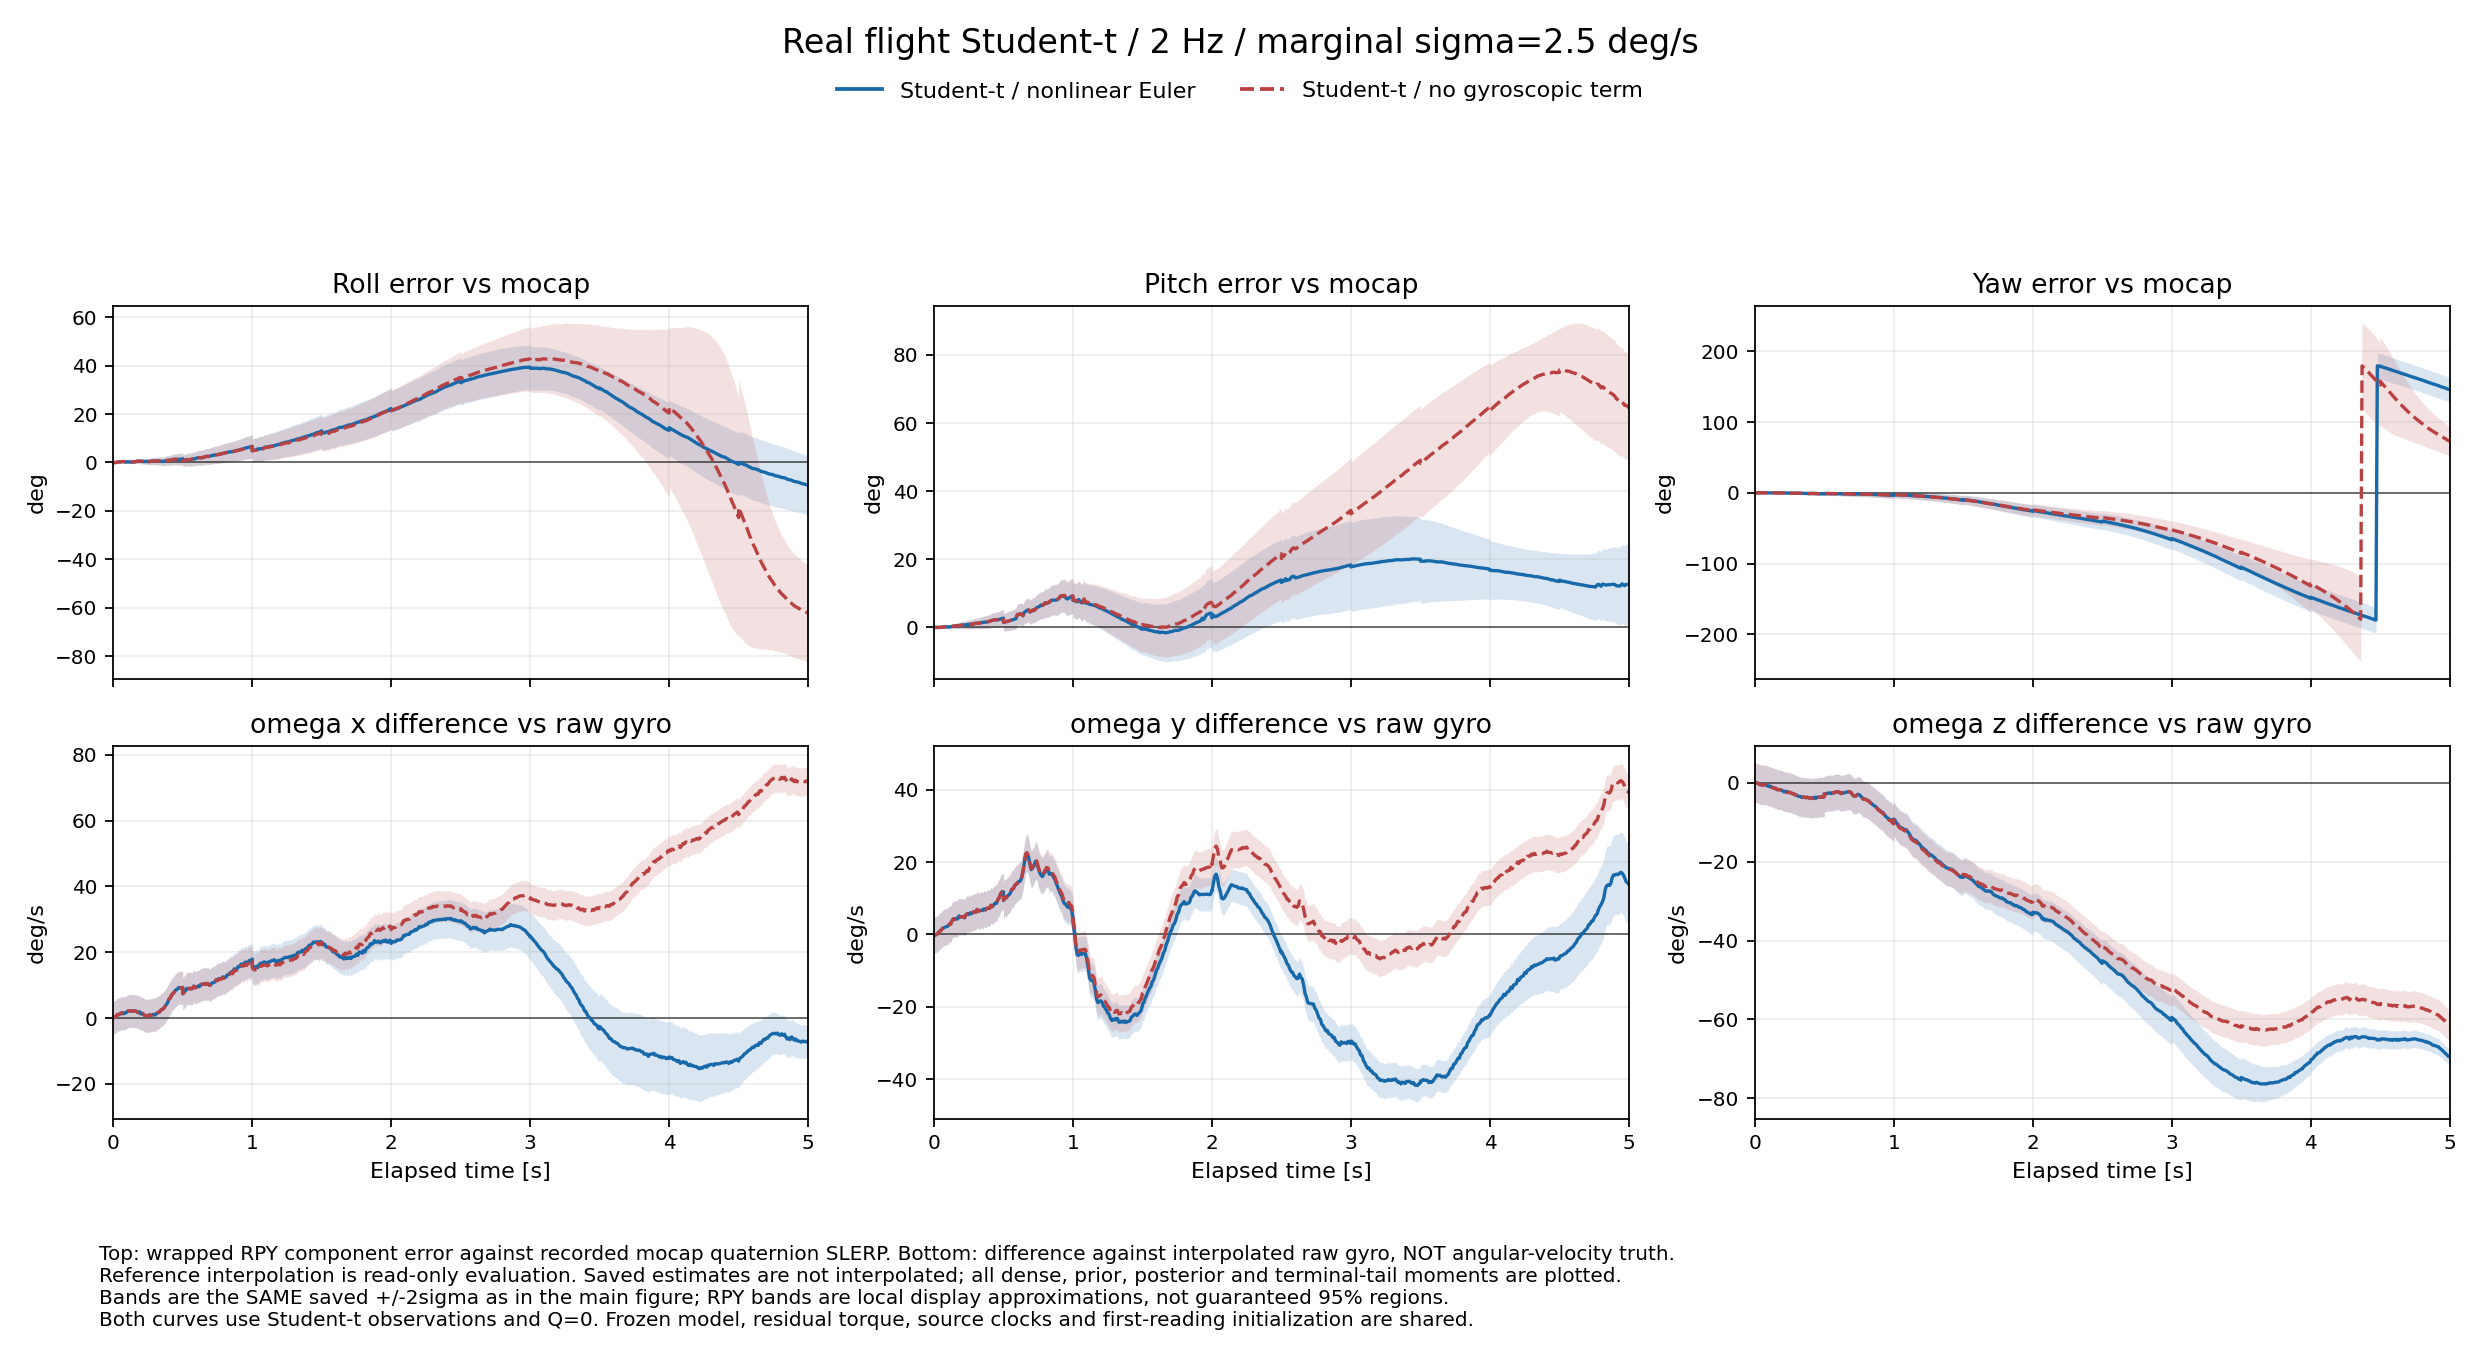 Real flight Student-t / 2 Hz / marginal sigma=2.5 deg/s
Student-t / nonlinear Euler
Student-t / no gyroscopic term
Roll error vs mocap
deg
60
40
20
0
−20
−40
−60
−80
Pitch error vs mocap
deg
80
60
40
20
0
Yaw error vs mocap
deg
200
100
0
−100
−200
omega x difference vs raw gyro
deg/s
80
60
40
20
0
−20
0 1 2 3 4 5
Elapsed time [s]
omega y difference vs raw gyro
deg/s
40
20
0
−20
−40
0 1 2 3 4 5
Elapsed time [s]
omega z difference vs raw gyro
deg/s
0
−20
−40
−60
−80
0 1 2 3 4 5
Elapsed time [s]
Top: wrapped RPY component error against recorded mocap quaternion SLERP. Bottom: difference against interpolated raw gyro, NOT angular-velocity truth.
Reference interpolation is read-only evaluation. Saved estimates are not interpolated; all dense, prior, posterior and terminal-tail moments are plotted.
Bands are the SAME saved +/-2sigma as in the main figure; RPY bands are local display approximations, not guaranteed 95% regions.
Both curves use Student-t observations and Q=0. Frozen model, residual torque, source clocks and first-reading initialization are shared.